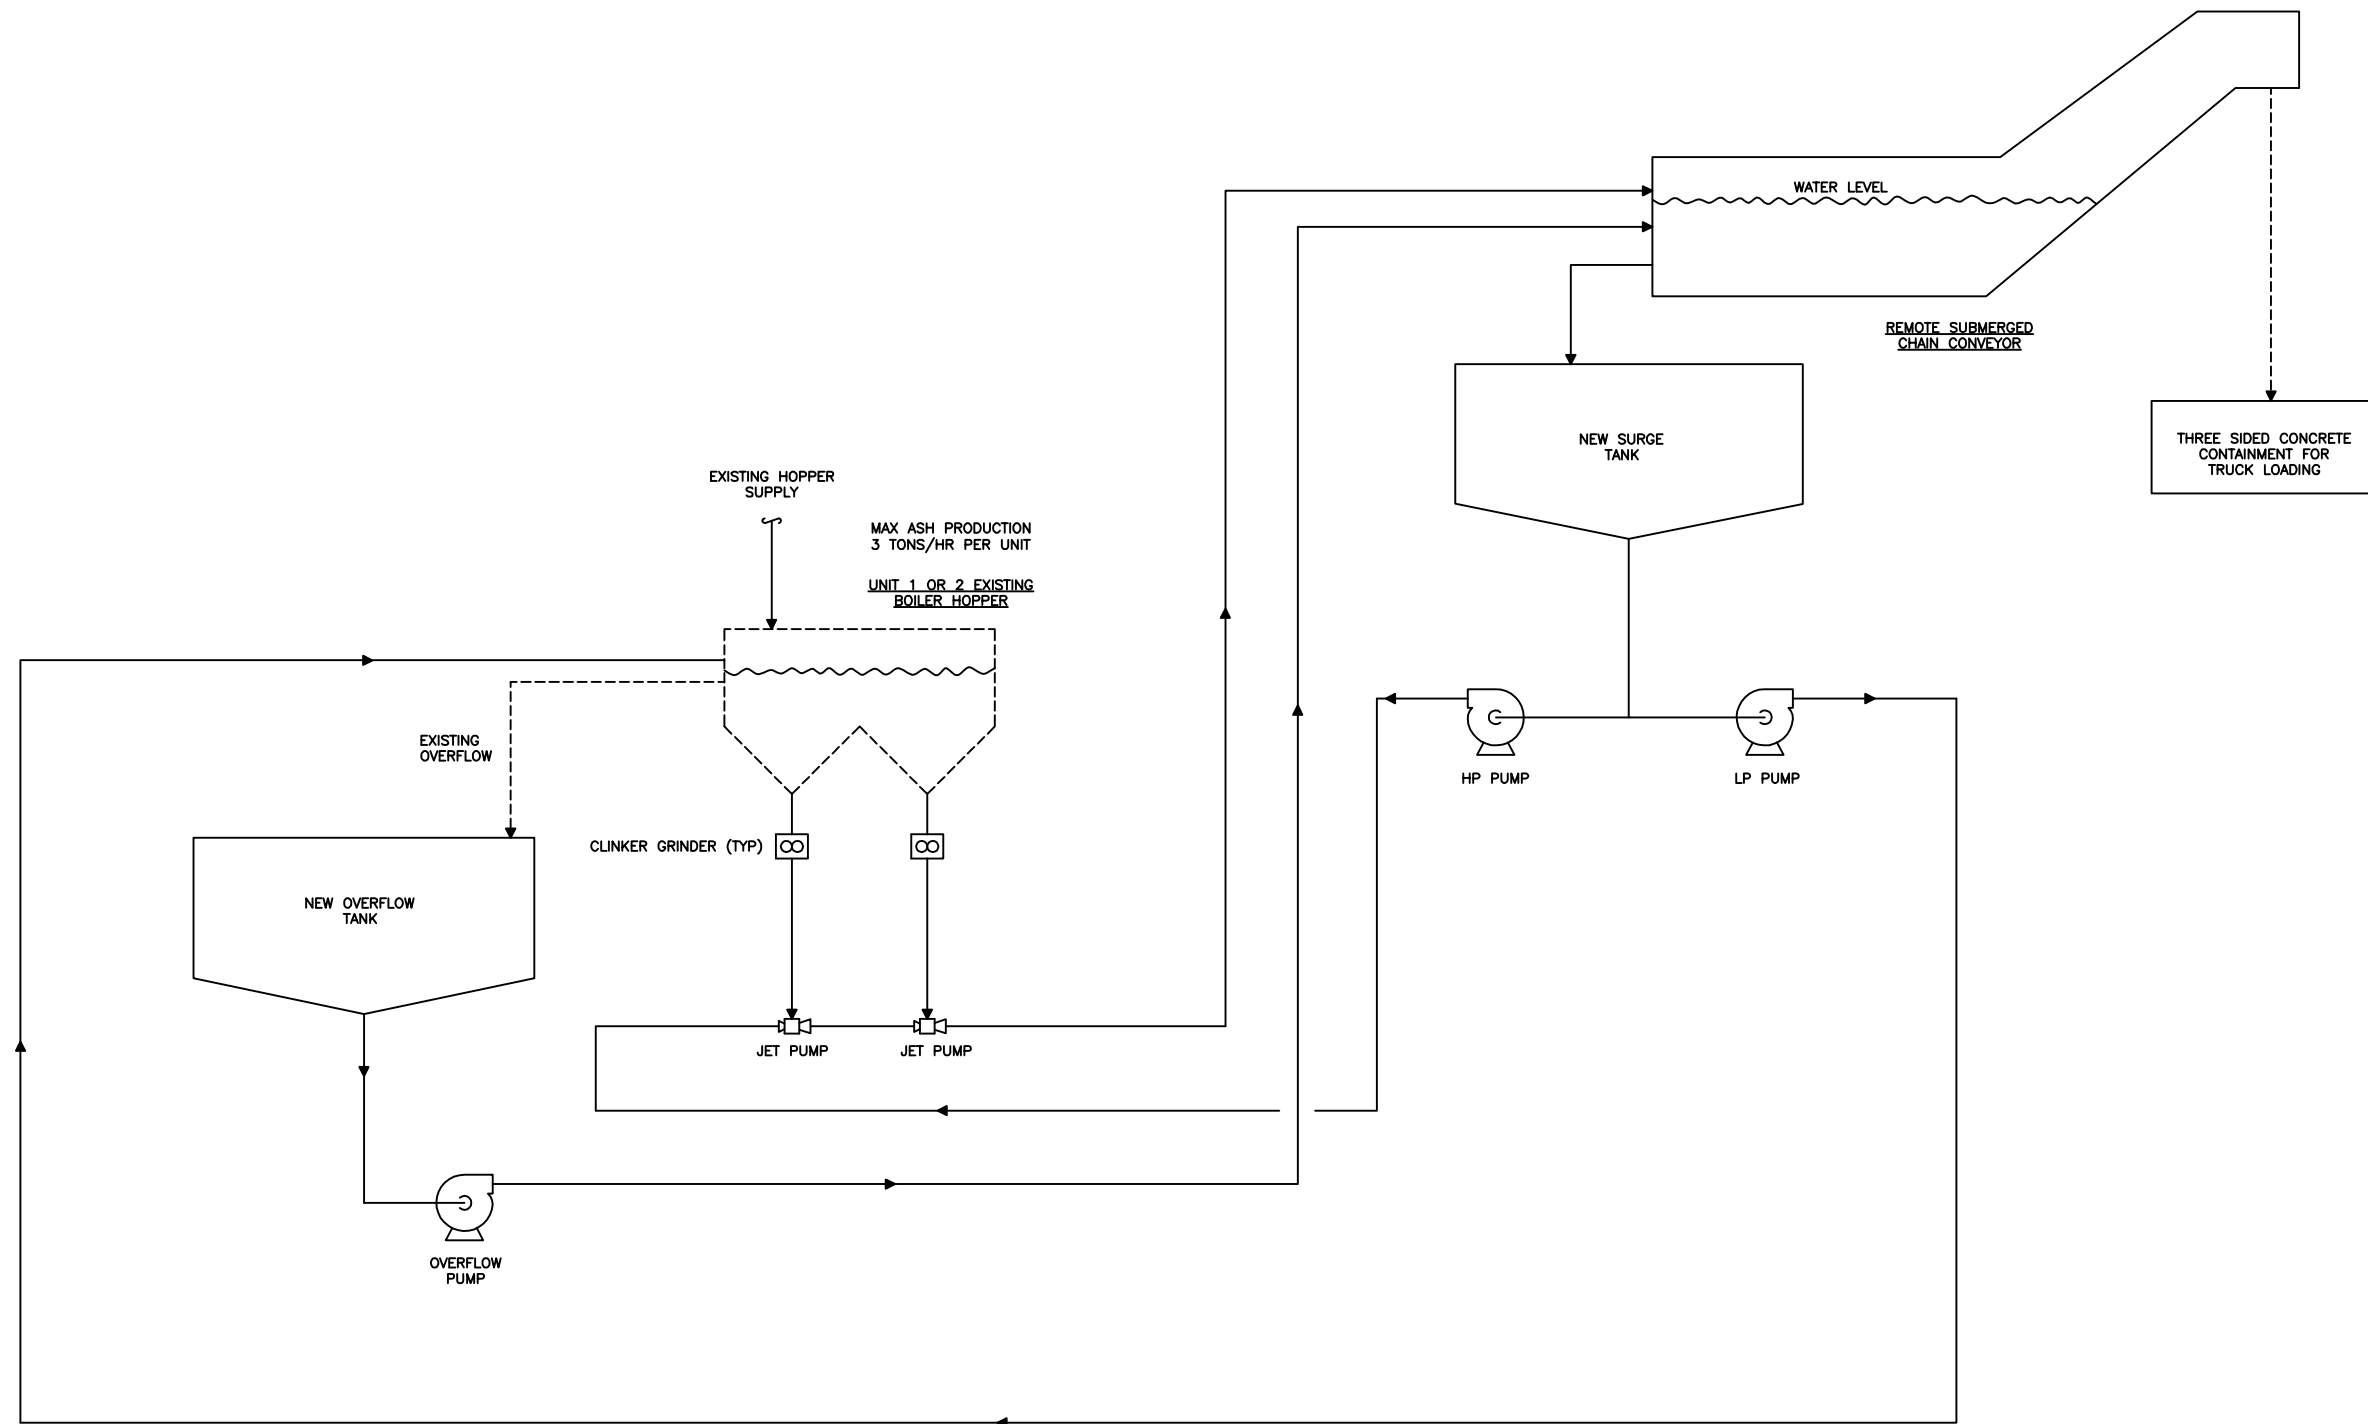 WATER LEVEL
REMOTE SUBMERGED
CHAIN CONVEYOR
NEW SURGE
TANK
THREE SIDED CONCRETE
CONTAINMENT FOR
TRUCK LOADING
EXISTING HOPPER
SUPPLY
MAX ASH PRODUCTION
3 TONS/HR PER UNIT
UNIT 1 OR 2 EXISTING
BOILER HOPPER
EXISTING
OVERFLOW
HP PUMP
LP PUMP
CLINKER GRINDER (TYP)
NEW OVERFLOW
TANK
JET PUMP
JET PUMP
OVERFLOW
PUMP